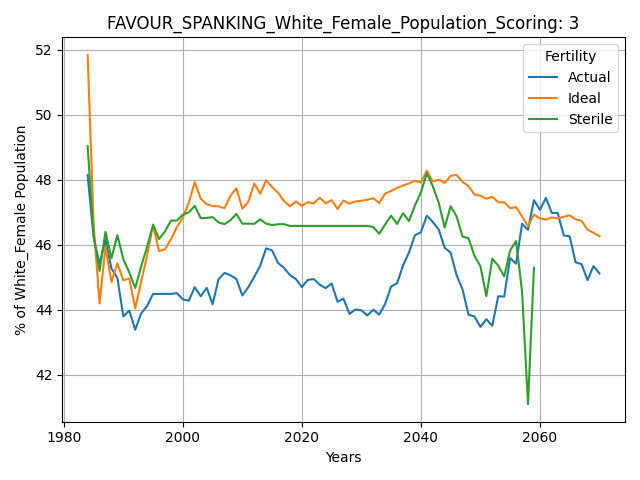 FAVOUR_SPANKING_White_Female_Population_Scoring: 3
52
50
48
46
44
42
% of White_Female Population
Fertility
Actual
Ideal
Sterile
1980
2000
2020
2040
2060
Years